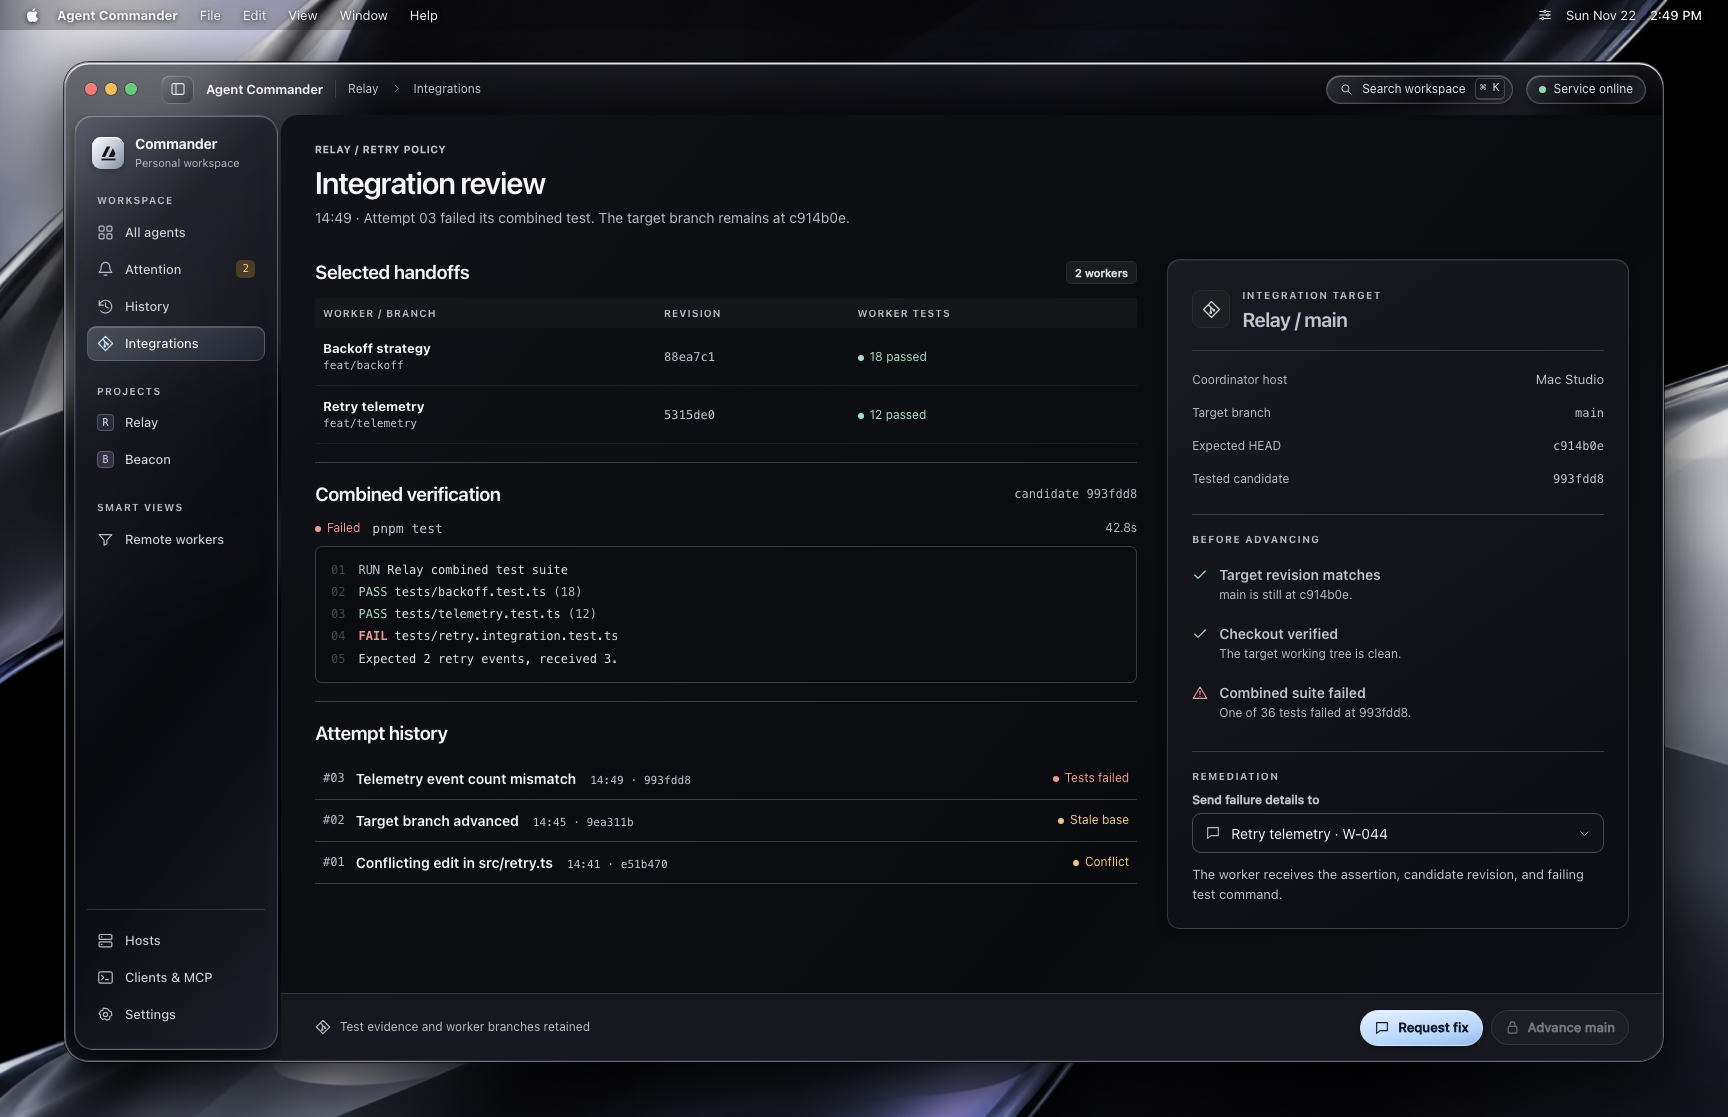 Agent Commander File Edit View Window Help Sun Nov 22 2:49 PM
Agent Commander Relay Integrations Search workspace ⌘ K Service online
Commander
Personal workspace
WORKSPACE
All agents
Attention 2
History
Integrations
PROJECTS
R Relay
B Beacon
SMART VIEWS
Remote workers
Hosts
Clients & MCP
Settings
RELAY / RETRY POLICY
Integration review
14:49 · Attempt 03 failed its combined test. The target branch remains at c914b0e.
Selected handoffs 2 workers
WORKER / BRANCH REVISION WORKER TESTS
Backoff strategy
feat/backoff
88ea7c1 18 passed
Retry telemetry
feat/telemetry
5315de0 12 passed
Combined verification candidate 993fdd8
Failed pnpm test 42.8s
01 RUN Relay combined test suite
02 PASS tests/backoff.test.ts (18)
03 PASS tests/telemetry.test.ts (12)
04 FAIL tests/retry.integration.test.ts
05 Expected 2 retry events, received 3.
Attempt history
#03 Telemetry event count mismatch 14:49 · 993fdd8 Tests failed
#02 Target branch advanced 14:45 · 9ea311b Stale base
#01 Conflicting edit in src/retry.ts 14:41 · e51b470 Conflict
INTEGRATION TARGET
Relay / main
Coordinator host Mac Studio
Target branch main
Expected HEAD c914b0e
Tested candidate 993fdd8
BEFORE ADVANCING
Target revision matches
main is still at c914b0e.
Checkout verified
The target working tree is clean.
Combined suite failed
One of 36 tests failed at 993fdd8.
REMEDIATION
Send failure details to
Retry telemetry · W-044
The worker receives the assertion, candidate revision, and failing
test command.
Test evidence and worker branches retained Request fix Advance main